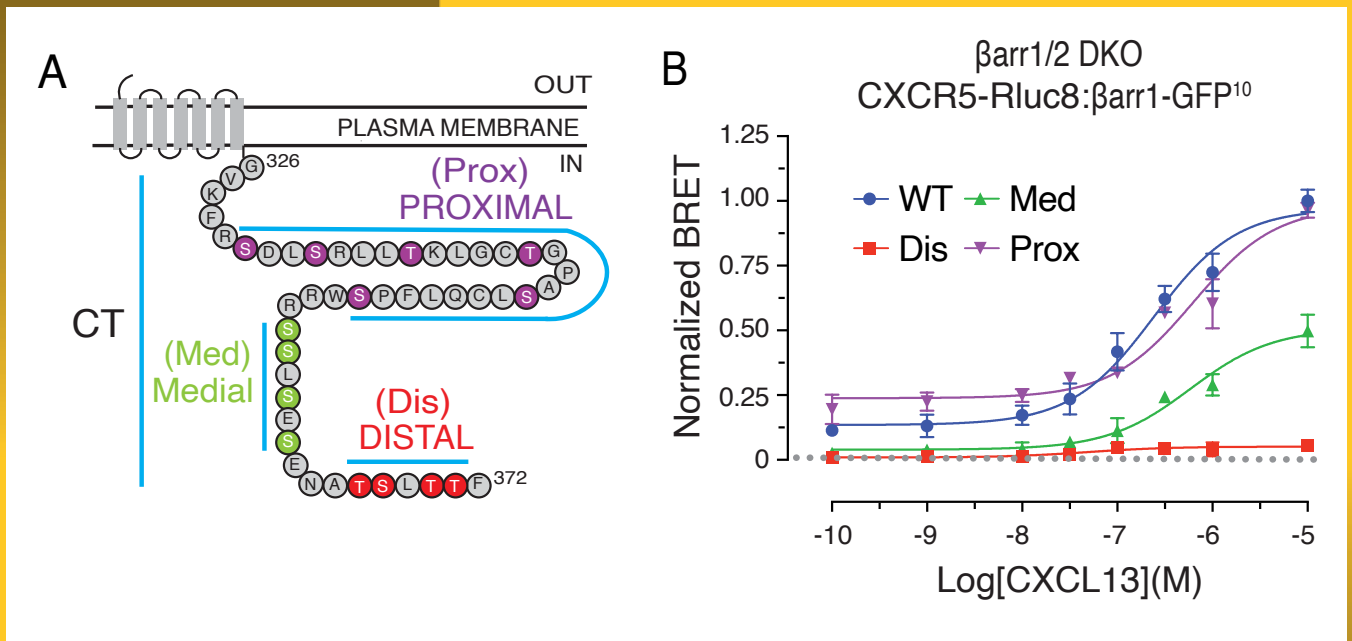 A
OUT
PLASMA MEMBRANE
IN
G 326
V
K
F
R
(Prox)
PROXIMAL
S D L S R L L T K L G C T G
P
R R W S P F L Q C L S A
CT
(Med)
Medial
S
S
L
S
E
S
E
(Dis)
DISTAL
N A T S L T T F 372
B
βarr1/2 DKO
CXCR5-Rluc8:βarr1-GFP¹⁰
Normalized BRET
1.25
1.00
0.75
0.50
0.25
0
WT Med
Dis Prox
-10 -9 -8 -7 -6 -5
Log[CXCL13](M)